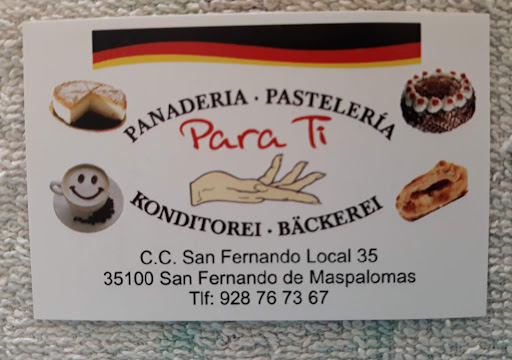 PANADERIA · PASTELERÍA
Para Ti
KONDITOREI · BÄCKEREI
C.C. San Fernando Local 35
35100 San Fernando de Maspalomas
Tlf: 928 76 73 67